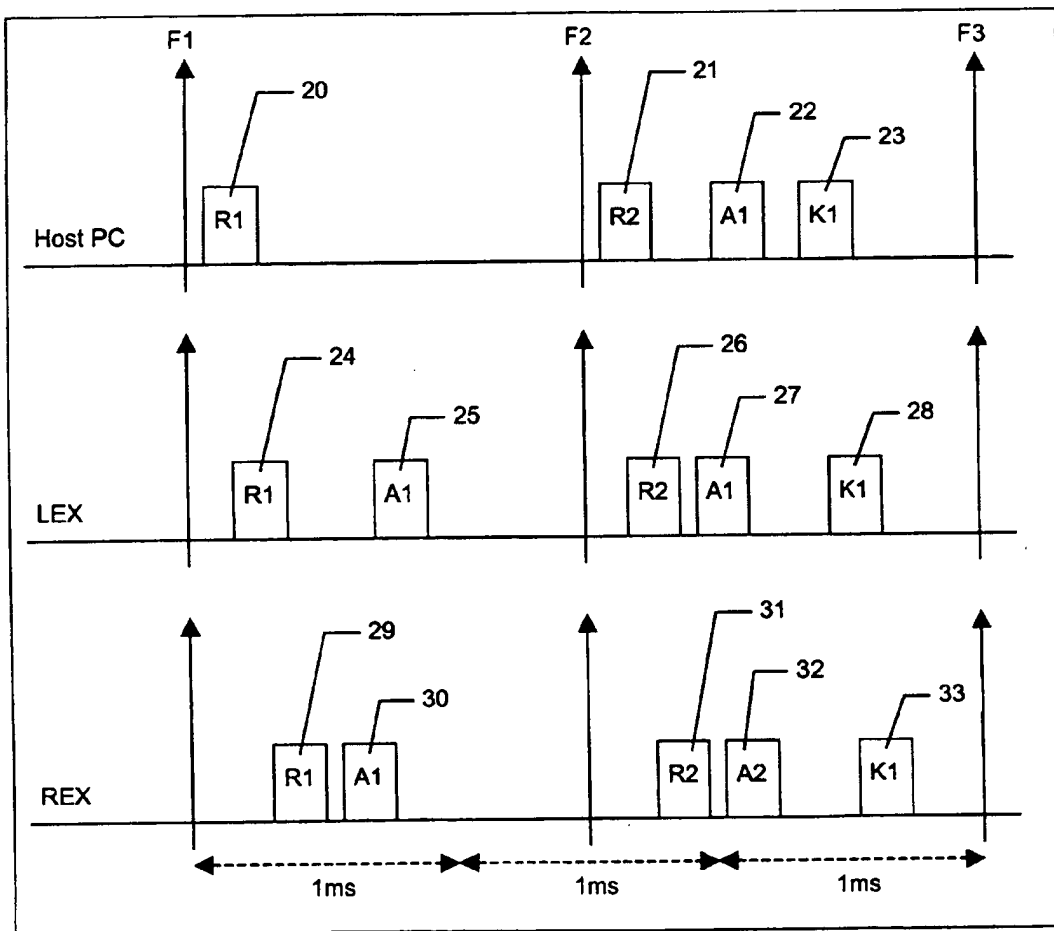 F1 F2 F3
20 21 22 23
R1 R2 A1 K1
Host PC
24 25 26 27 28
R1 A1 R2 A1 K1
LEX
29 30 31 32 33
R1 A1 R2 A2 K1
REX
1ms 1ms 1ms